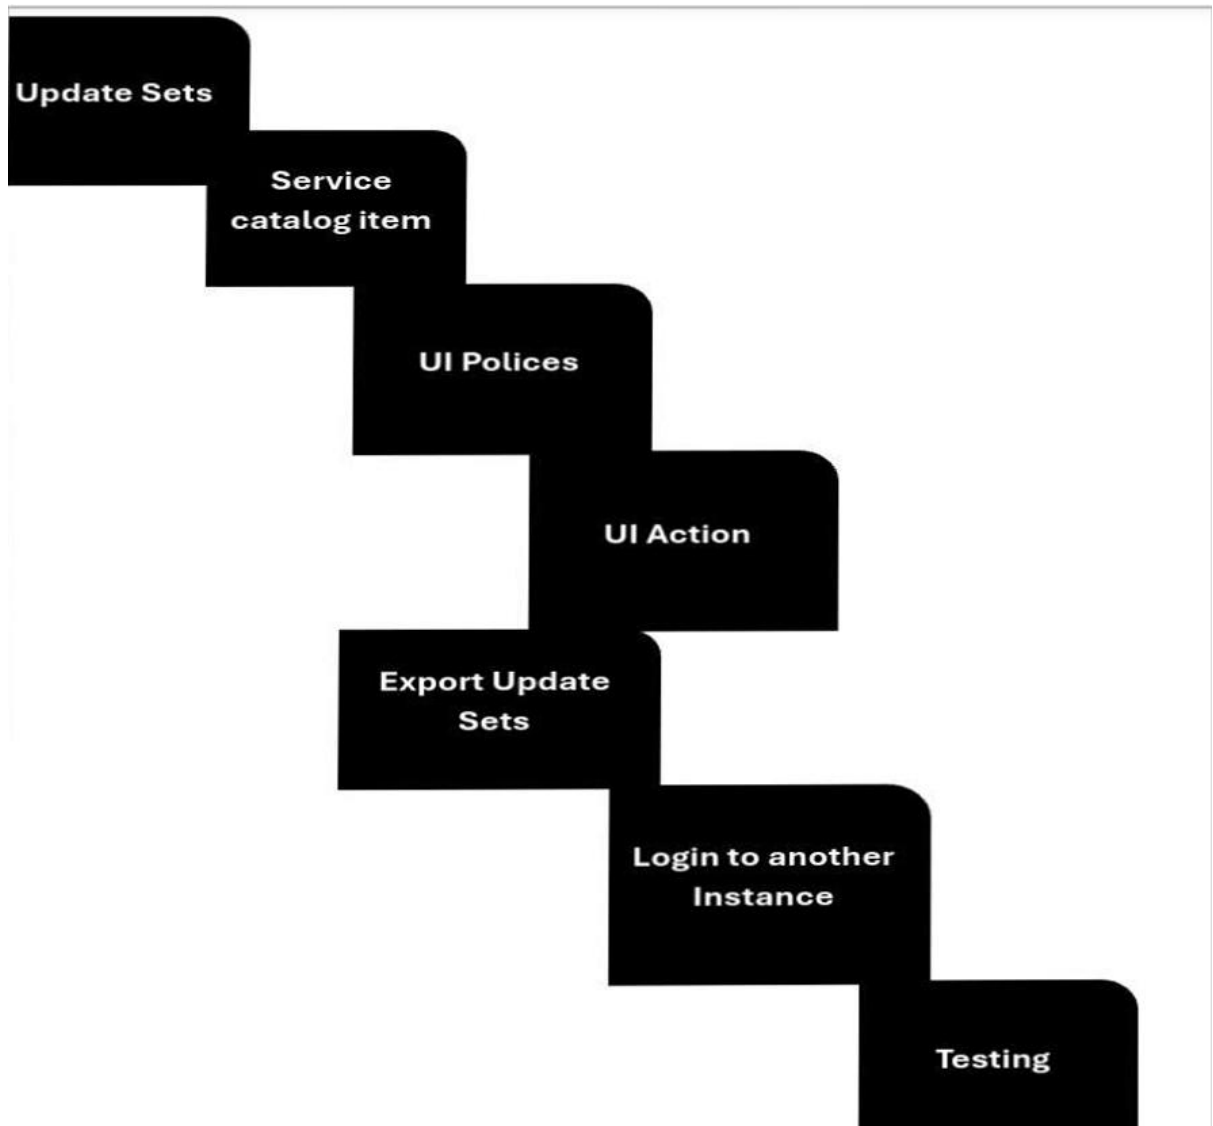 Update Sets
Service
catalog item
UI Polices
UI Action
Export Update
Sets
Login to another
Instance
Testing